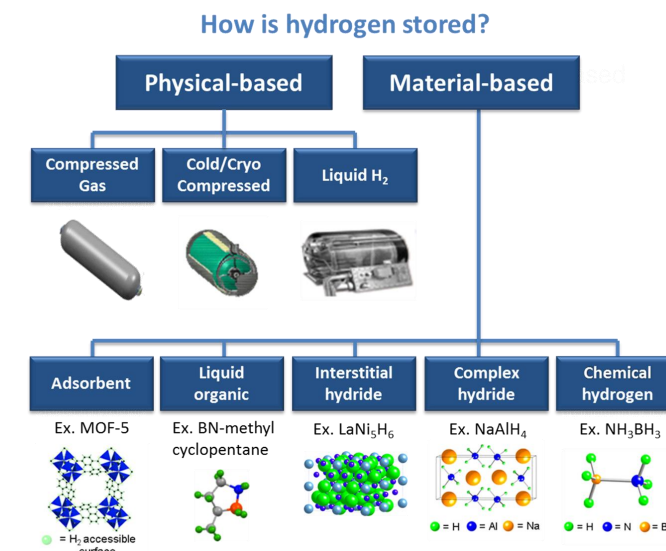 How is hydrogen stored?
Physical-based
Material-based
Compressed
Gas
Cold/Cryo
Compressed
Liquid H₂
Adsorbent
Liquid
organic
Interstitial
hydride
Complex
hydride
Chemical
hydrogen
Ex. MOF-5
Ex. BN-methyl
cyclopentane
Ex. LaNi₅H₆
Ex. NaAlH₄
Ex. NH₃BH₃
= H₂ accessible
surface
= H = Al = Na
= H = N = B